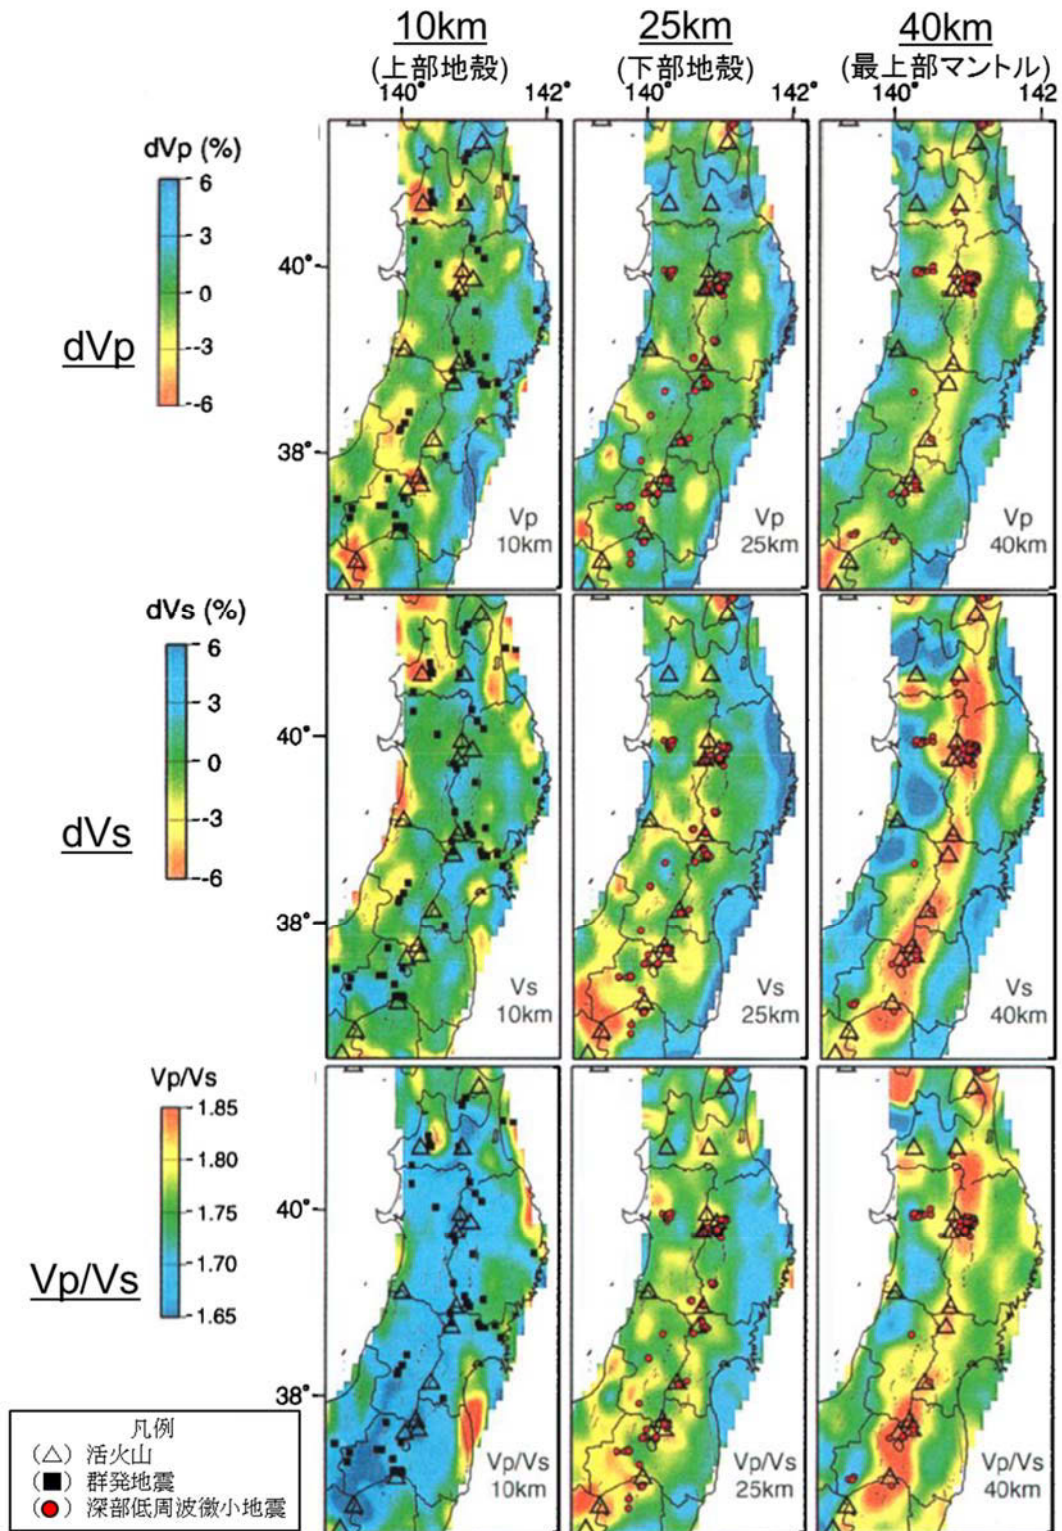 10km
25km
40km
(上部地殻)
(下部地殻)
(最上部マントル)
140°
142°
140°
142°
140°
142
dVp (%)
6
3
0
-3
-6
dVp
40°
38°
Vp
10km
Vp
25km
Vp
40km
dVs (%)
6
3
0
-3
-6
dVs
40°
38°
Vs
10km
Vs
25km
Vs
40km
Vp/Vs
1.85
1.80
1.75
1.70
1.65
Vp/Vs
40°
38°
Vp/Vs
10km
Vp/Vs
25km
Vp/Vs
40km
凡例
(△) 活火山
(■) 群発地震
(●) 深部低周波微小地震